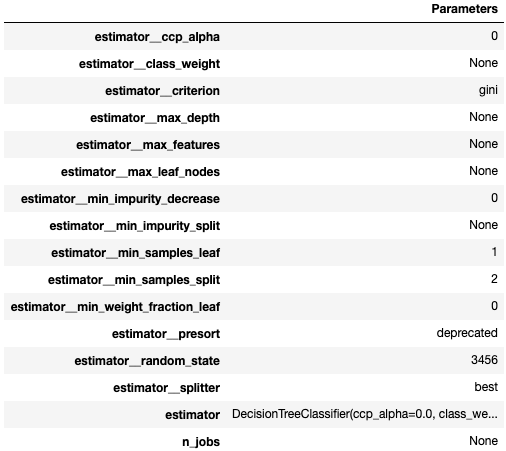 Parameters
estimator__ccp_alpha 0
estimator__class_weight None
estimator__criterion gini
estimator__max_depth None
estimator__max_features None
estimator__max_leaf_nodes None
estimator__min_impurity_decrease 0
estimator__min_impurity_split None
estimator__min_samples_leaf 1
estimator__min_samples_split 2
estimator__min_weight_fraction_leaf 0
estimator__presort deprecated
estimator__random_state 3456
estimator__splitter best
estimator DecisionTreeClassifier(ccp_alpha=0.0, class_we...
n_jobs None